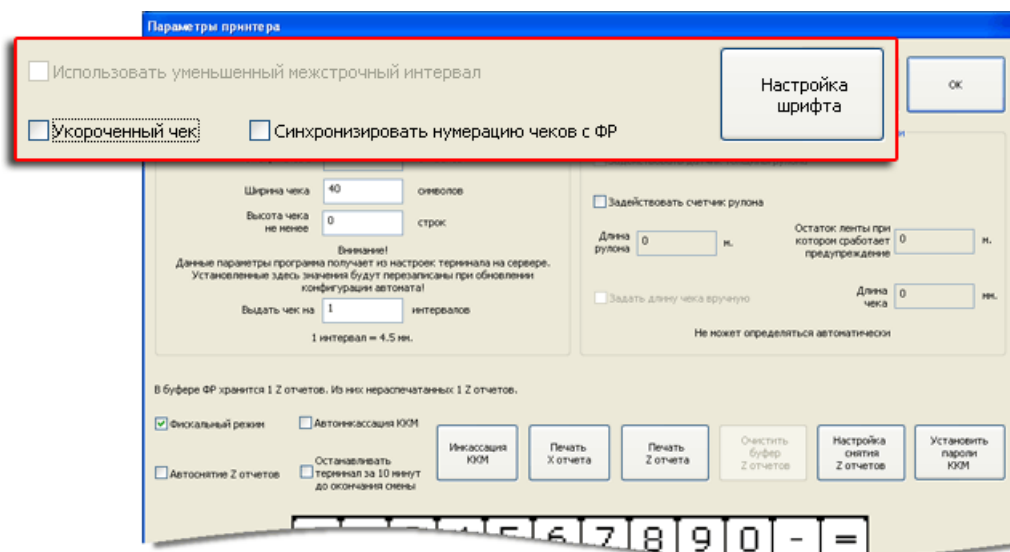 Параметры принтера
Использовать уменьшенный межстрочный интервал
Настройка
шрифта
Укороченный чек
Синхронизировать нумерацию чеков с ФР
ОК
Ширина чека 40 символов
Высота чека
не менее 0 строк
Внимание!
Данные параметры программа получает из настроек терминала на сервере.
Установленные здесь значения будут перезаписаны при обновлении
конфигурации автомата!
Выдать чек на 1 интервалов
1 интервал = 4.5 мм.
Задействовать счетчик рулона
Длина
рулона 0 м.
Остаток ленты при
котором сработает
предупреждение 0 м.
Задать длину чека вручную
Длина
чека 0 мм.
Не может определяться автоматически
В буфере ФР хранится 1 Z отчетов. Из них нераспечатанных 1 Z отчетов.
Фискальный режим
Автоинкассация ККМ
Автоснятие Z отчетов
Останавливать
терминал за 10 минут
до окончания смены
Инкассация
ККМ
Печать
X отчета
Печать
Z отчета
Очистить
буфер
Z отчетов
Настройка
снятия
Z отчетов
Установить
пароли
ККМ
5 6 7 8 9 0 - =